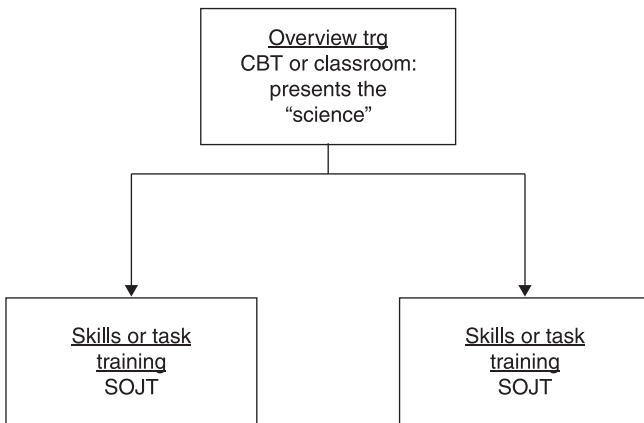 Overview trg
CBT or classroom:
presents the
“science”
Skills or task
training
SOJT
Skills or task
training
SOJT